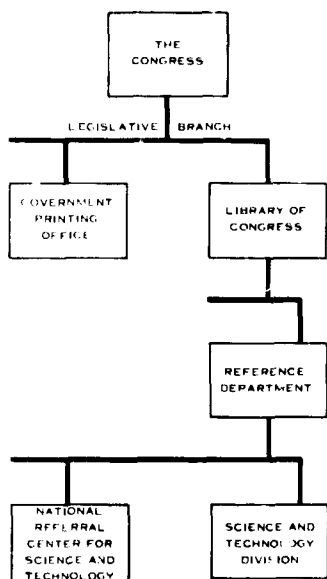 THE
CONGRESS
LEGISLATIVE BRANCH
GOVERNMENT
PRINTING
OFFICE
LIBRARY OF
CONGRESS
REFERENCE
DEPARTMENT
NATIONAL
REFERRAL
CENTER FOR
SCIENCE AND
TECHNOLOGY
SCIENCE AND
TECHNOLOGY
DIVISION